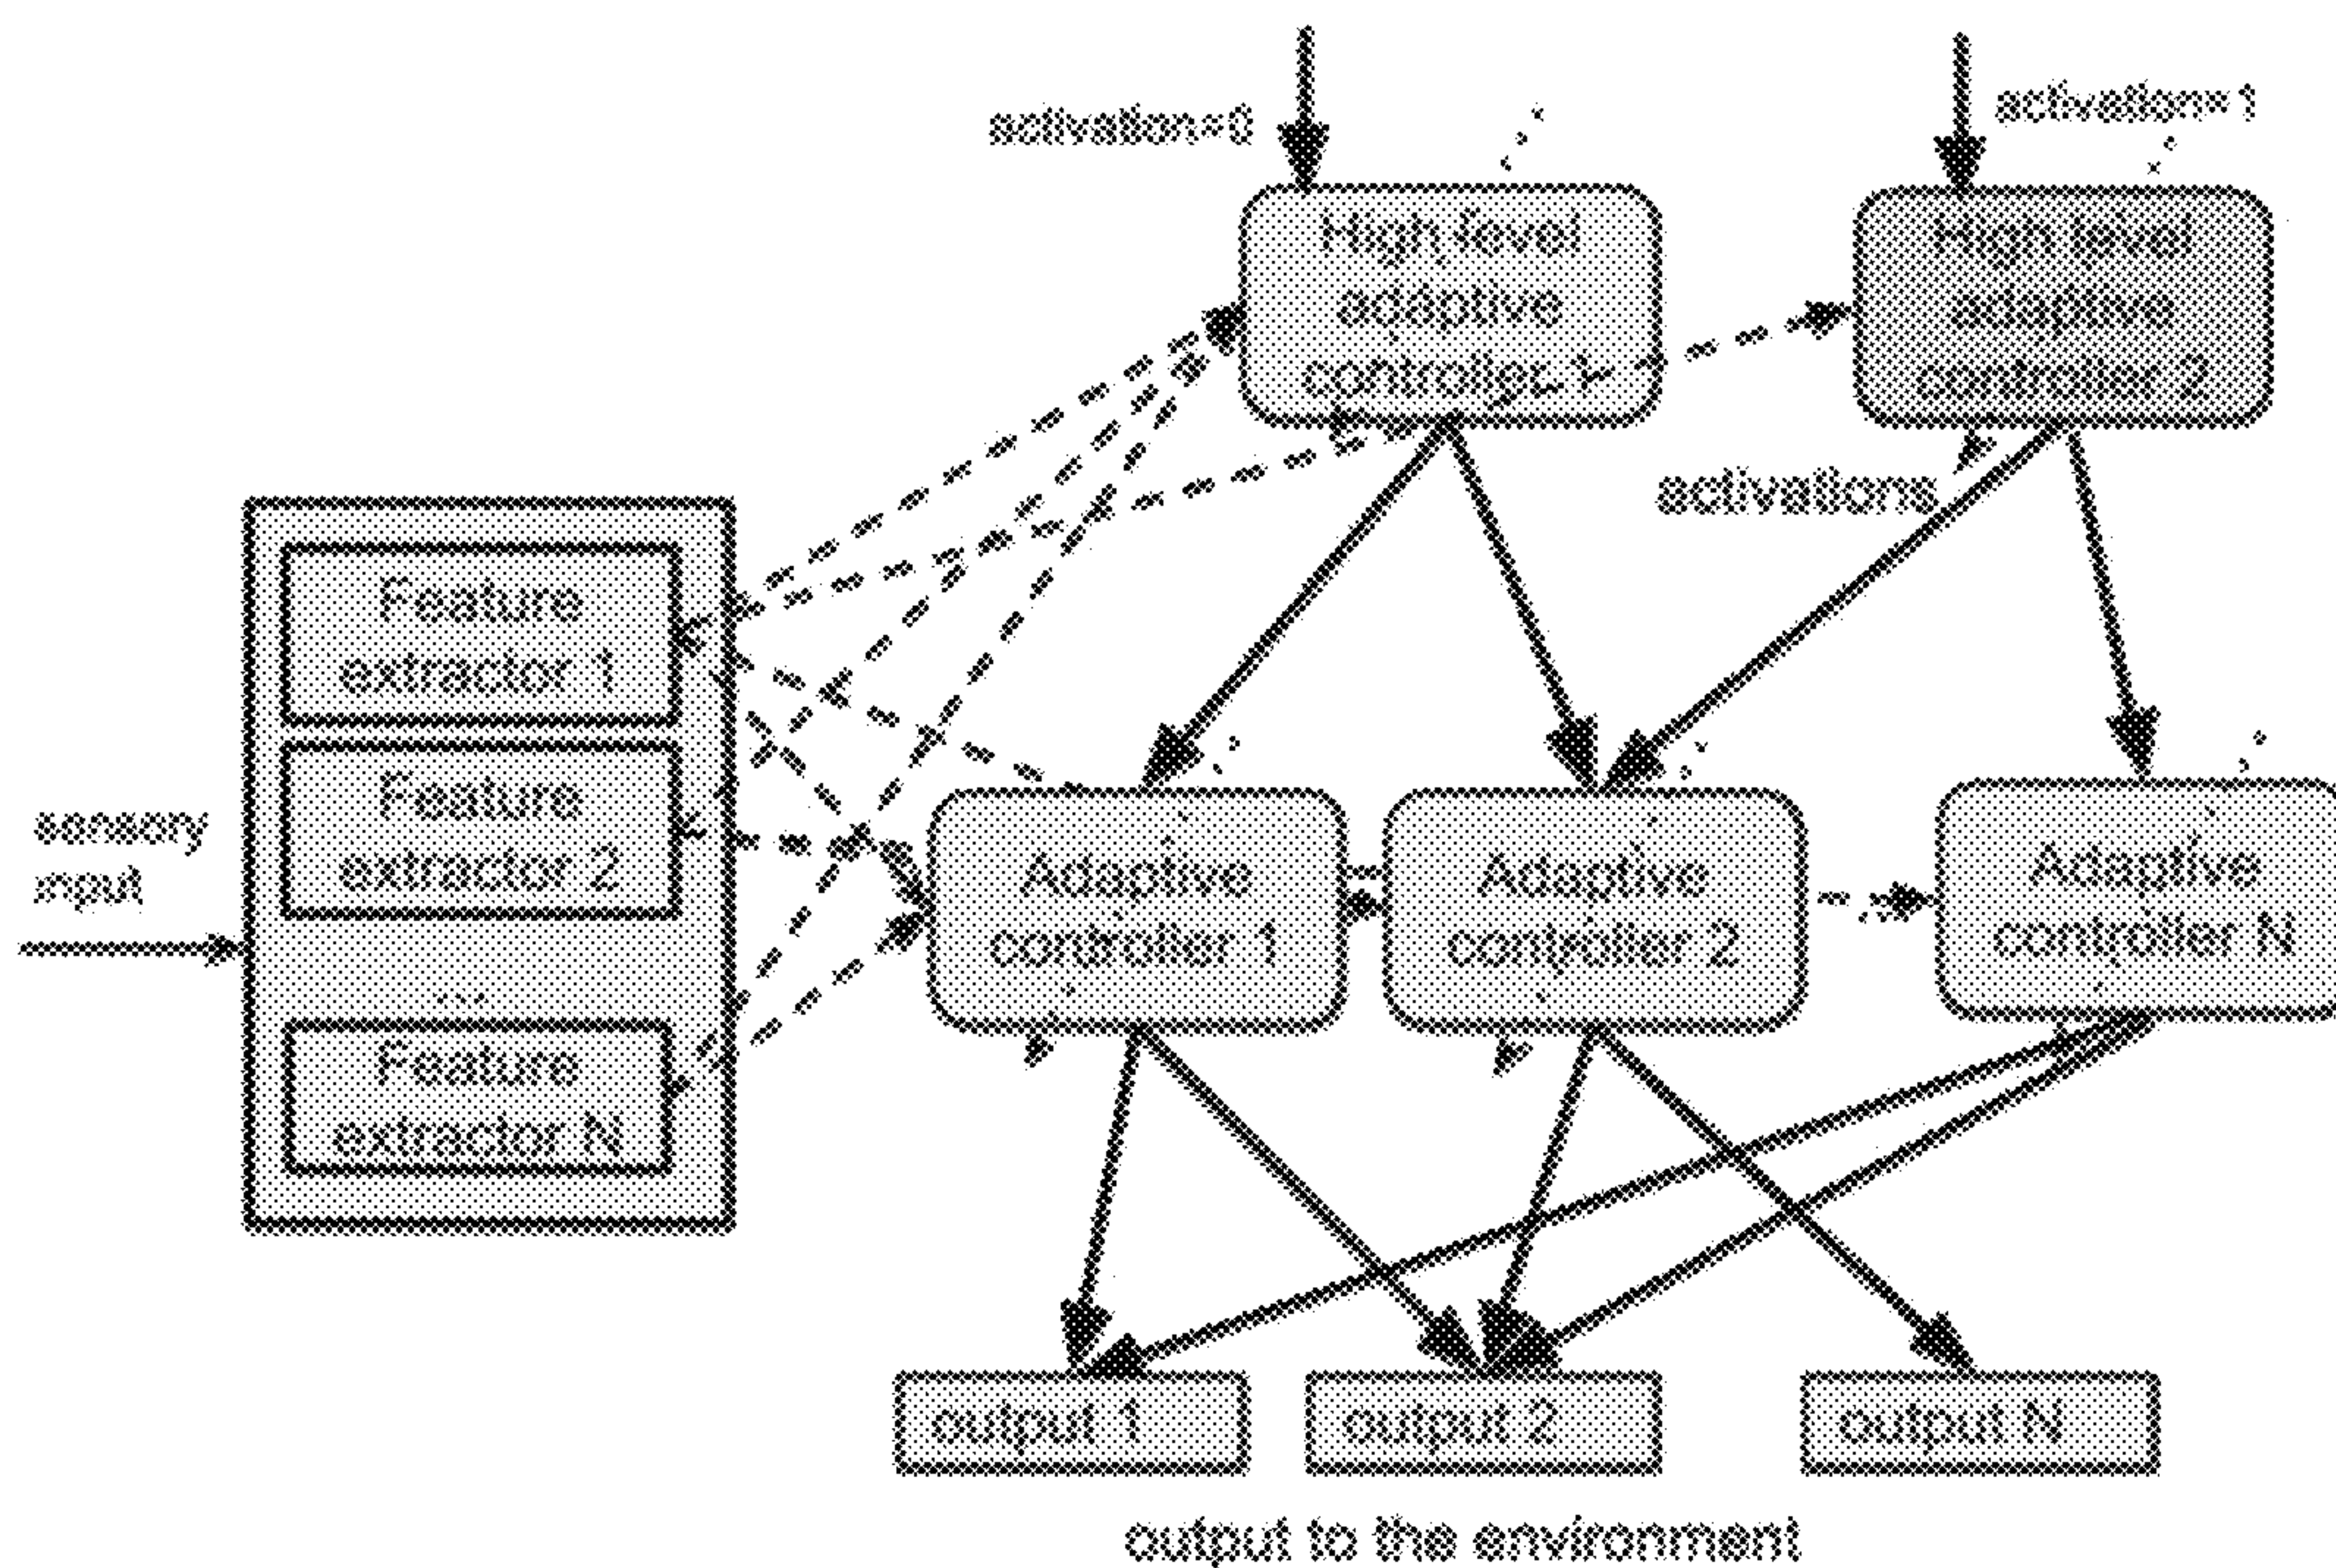 activation=0
activation=1
High level
adaptive
controller 1
High level
adaptive
controller 2
activations
Feature
extractor 1
Feature
extractor 2
...
Feature
extractor N
sensory
input
Adaptive
controller 1
Adaptive
controller 2
Adaptive
controller N
output 1
output 2
output N
output to the environment